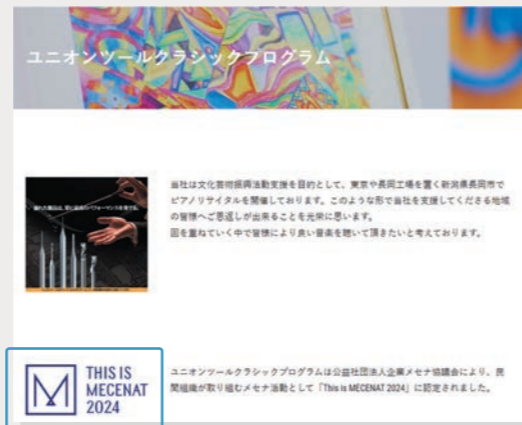 ユニオンツールクラシックプログラム
当社は文化芸術振興活動支援を目的として、東京や長岡工場を置く新潟県長岡市で
ピアノリサイタルを開催しております。このような形で当社を支援してくださる地域
の皆様へご恩返しが出来ることを光栄に思います。
回を重ねていく中で皆様により良い音楽を聴いて頂きたいと考えております。
THIS IS
MECENAT
2024
ユニオンツールクラシックプログラムは公益社団法人企業メセナ協議会により、民
間組織が取り組むメセナ活動として「This is MECENAT 2024」に認定されました。